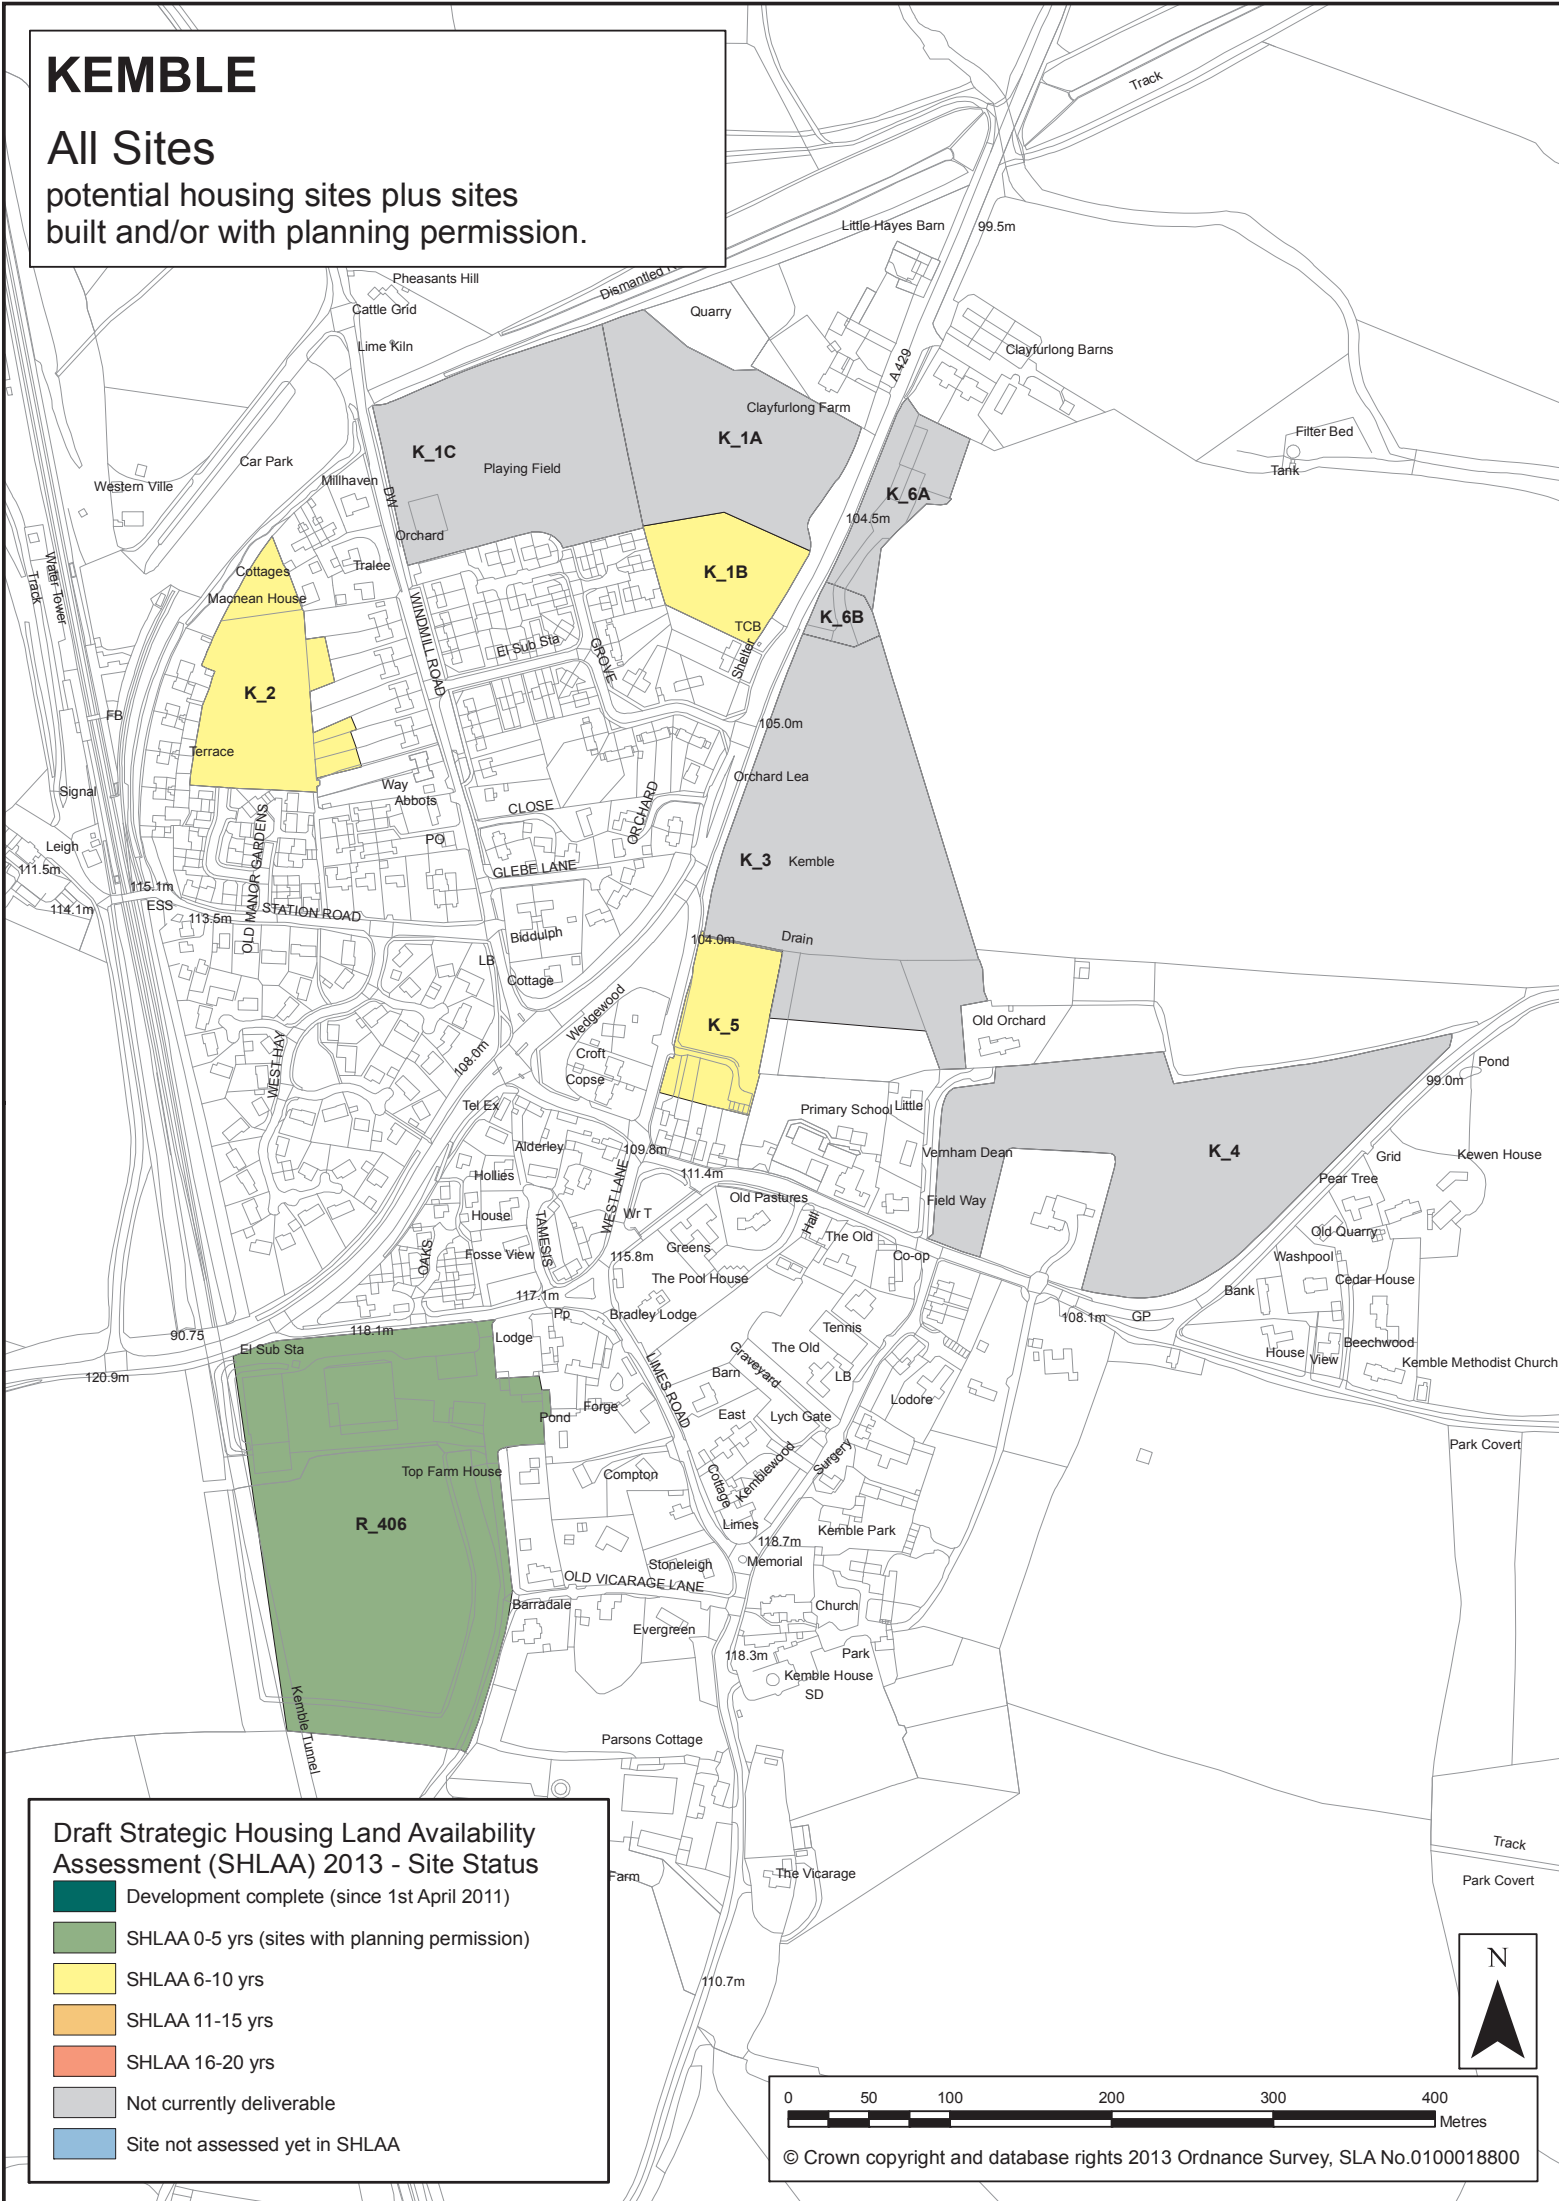 KEMBLE
All Sites
potential housing sites plus sites
built and/or with planning permission.
Track
Little Hayes Barn
99.5m
Pheasants Hill
Dismantled
Cattle Grid
Quarry
Lime Kiln
A 429
Clayfurlong Barns
Clayfurlong Farm
K_1C
K_1A
Playing Field
Filter Bed
Tank
Car Park
Millhaven
Western Ville
DW
K_6A
104.5m
Orchard
Track
Water Tower
Cottages
Tralee
K_1B
Macnean House
WINDMILL ROAD
K_6B
TCB
El Sub Sta
GROVE
Shelter
K_2
FB
105.0m
Terrace
Orchard Lea
Signal
Way
Abbots
CLOSE
ORCHARD
PO
Leigh
OLD MANOR GARDENS
GLEBE LANE
K_3
Kemble
111.5m
115.1m
114.1m
ESS
113.5m
STATION ROAD
Biddulph
104.0m
Drain
LB
Cottage
Wedgewood
K_5
Old Orchard
WEST HAY
108.0m
Croft
Copse
Pond
99.0m
Tel Ex
Primary School
Little
Alderley
109.8m
111.4m
Vernham Dean
K_4
Grid
Kewen House
Hollies
WEST LANE
Old Pastures
Field Way
Pear Tree
House
TAMESIS
Wr T
Hall
The Old
Old Quarry
OAKS
Fosse View
115.8m
Greens
Co-op
Washpool
The Pool House
Cedar House
117.1m
Pp
Bradley Lodge
Bank
GP
108.1m
90.75
118.1m
Lodge
Tennis
El Sub Sta
The Old
House
View
Beechwood
Kemble Methodist Church
120.9m
LIMES ROAD
Graveyard
Barn
LB
Pond
Forge
East
Lych Gate
Lodore
Top Farm House
Compton
Cottage
Kemblewood
Surgery
Park Covert
R_406
Limes
Kemble Park
118.7m
Stoneleigh
Memorial
OLD VICARAGE LANE
Barradale
Church
Evergreen
118.3m
Park
Kemble House
SD
Kemble Tunnel
Parsons Cottage
Farm
The Vicarage
Track
Park Covert
110.7m
Draft Strategic Housing Land Availability
Assessment (SHLAA) 2013 - Site Status
Development complete (since 1st April 2011)
SHLAA 0-5 yrs (sites with planning permission)
SHLAA 6-10 yrs
SHLAA 11-15 yrs
SHLAA 16-20 yrs
Not currently deliverable
Site not assessed yet in SHLAA
N
0 50 100 200 300 400
Metres
© Crown copyright and database rights 2013 Ordnance Survey, SLA No.0100018800